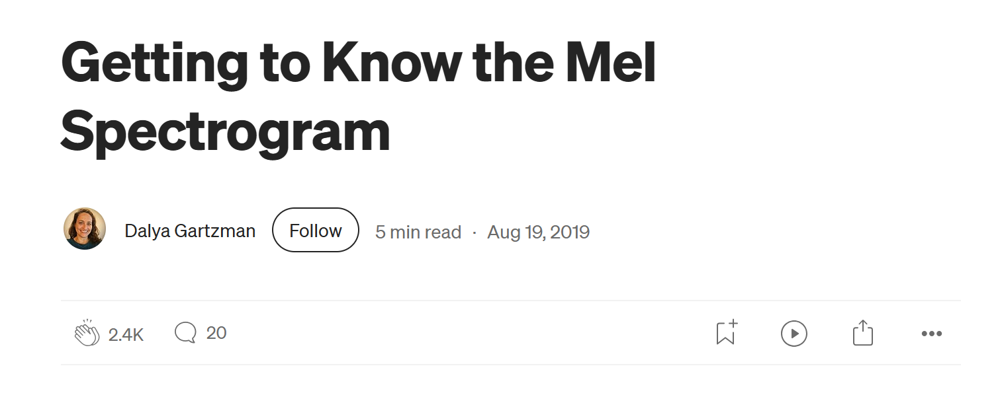 Getting to Know the Mel
Spectrogram
Dalya Gartzman Follow 5 min read · Aug 19, 2019
2.4K 20